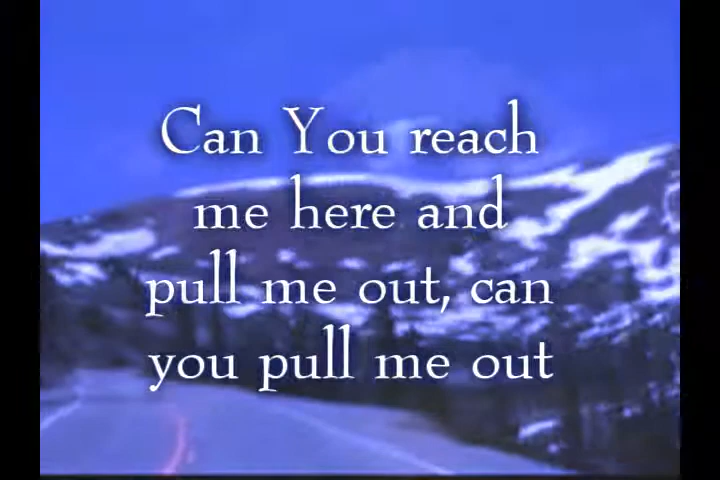 Can You reach
me here and
pull me out, can
you pull me out